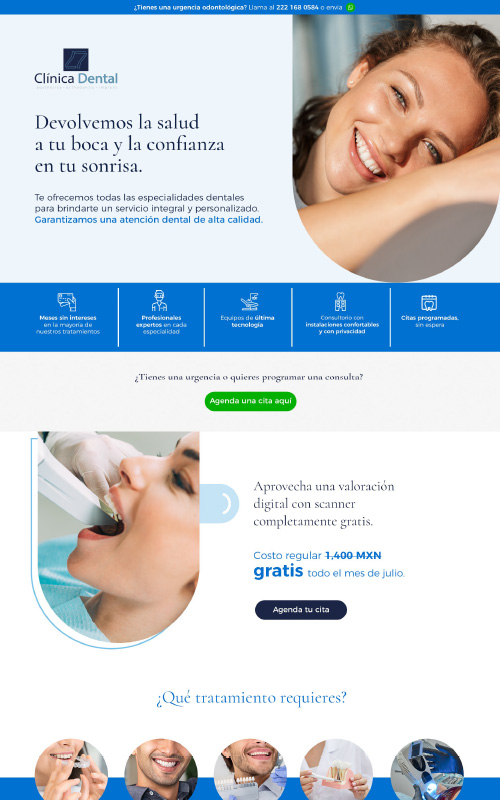 ¿Tienes una urgencia odontológica? Llama al 222 168 0584 o envía
Clínica Dental
Devolvemos la salud
a tu boca y la confianza
en tu sonrisa.
Te ofrecemos todas las especialidades dentales
para brindarte un servicio integral y personalizado.
Garantizamos una atención dental de alta calidad.
Meses sin intereses
en la mayoría de
nuestros tratamientos
Profesionales
expertos en cada
especialidad
Equipos de última
tecnología
Consultorio con
instalaciones confortables
y con privacidad
Citas programadas,
sin espera
¿Tienes una urgencia o quieres programar una consulta?
Agenda una cita aquí
Aprovecha una valoración
digital con scanner
completamente gratis.
Costo regular 1,400 MXN
gratis todo el mes de julio.
Agenda tu cita
¿Qué tratamiento requieres?